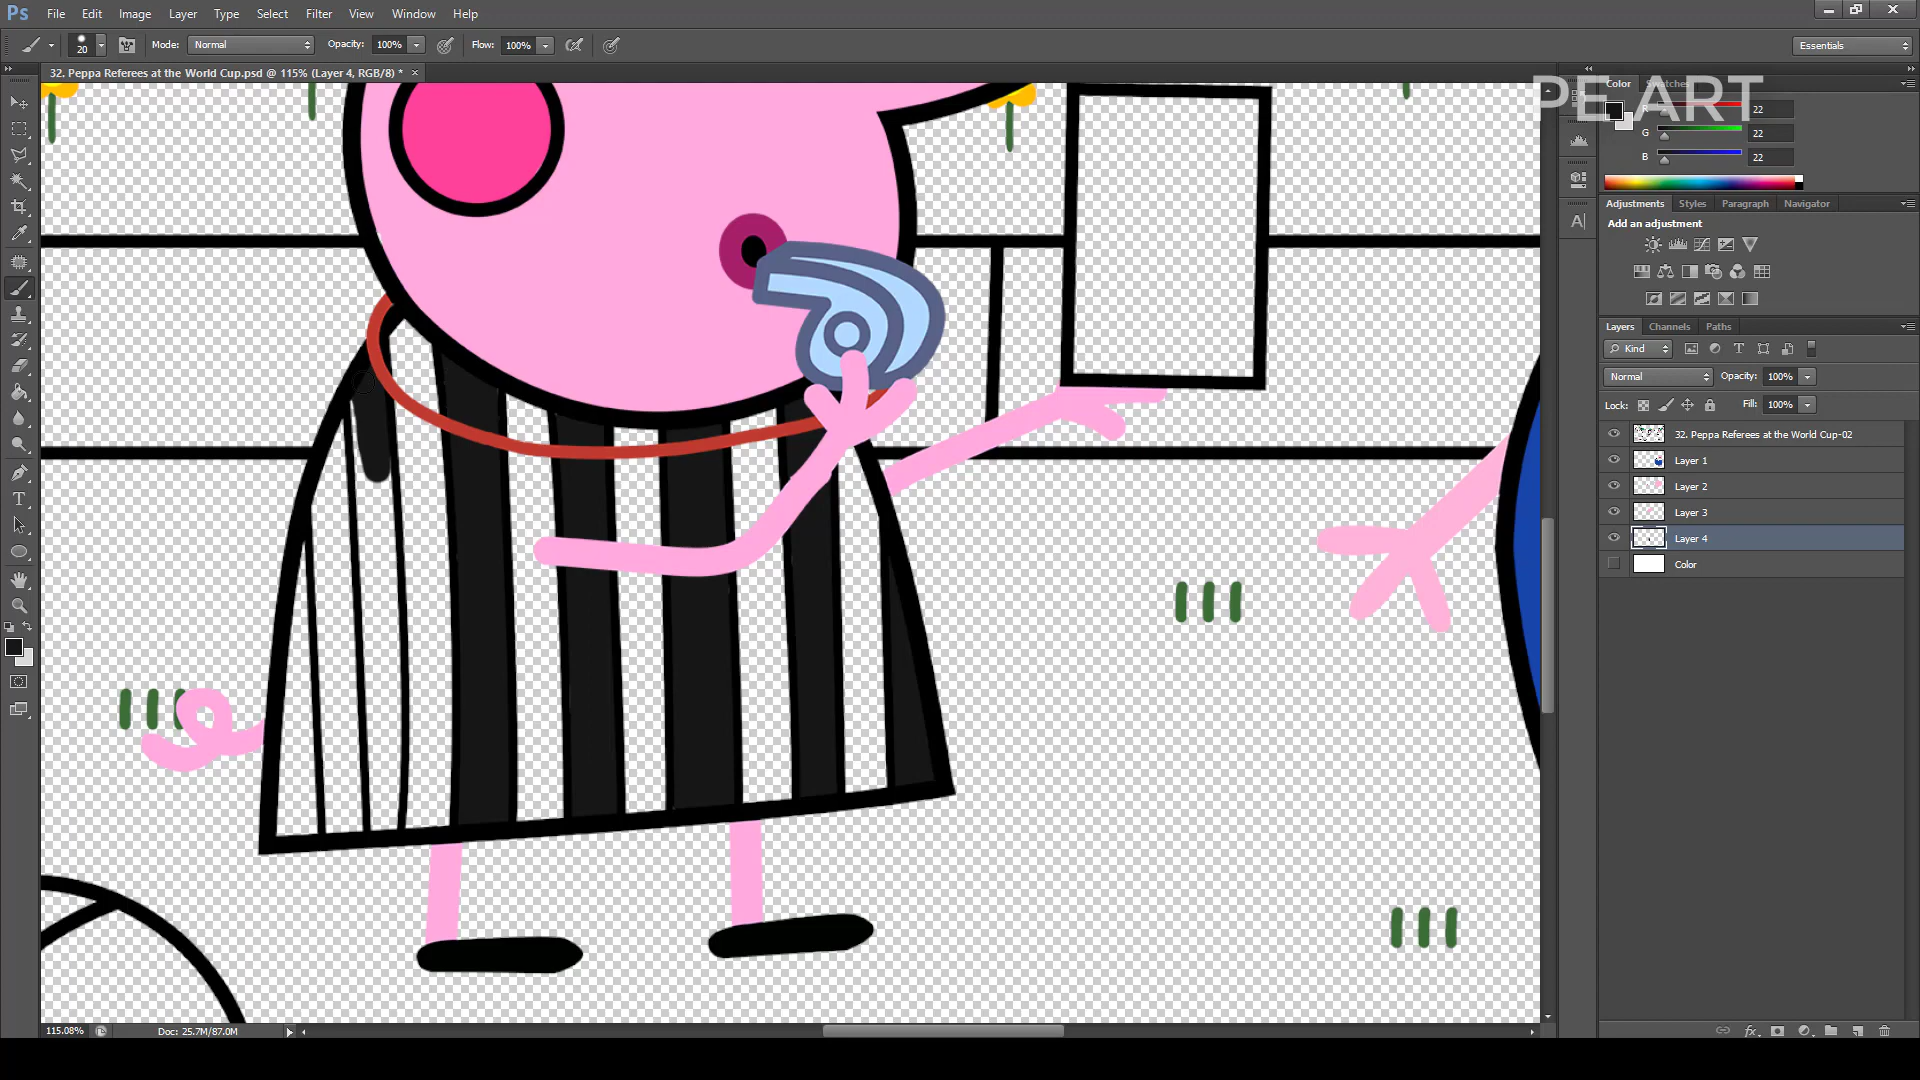 Ps File Edit Image Layer Type Select Filter View Window Help
20 Mode: Normal Opacity: 100% Flow: 100% Essentials
32. Peppa Referees at the World Cup.psd @ 115% (Layer 4, RGB/8) * ×
PE ART
Color Swatches
R 22
G 22
B 22
Adjustments Styles Paragraph Navigator
Add an adjustment
Layers Channels Paths
Kind
Normal Opacity: 100%
Lock: Fill: 100%
32. Peppa Referees at the World Cup-02
Layer 1
Layer 2
Layer 3
Layer 4
Color
115.08% Doc: 25.7M/87.0M